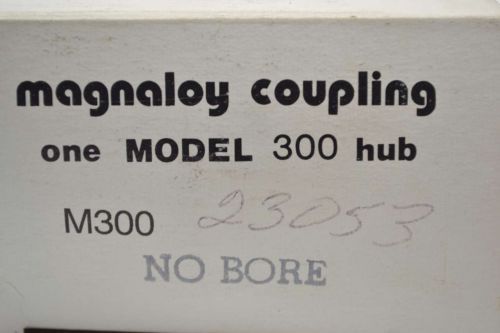 magnaloy coupling
one MODEL 300 hub
M300 23053
NO BORE